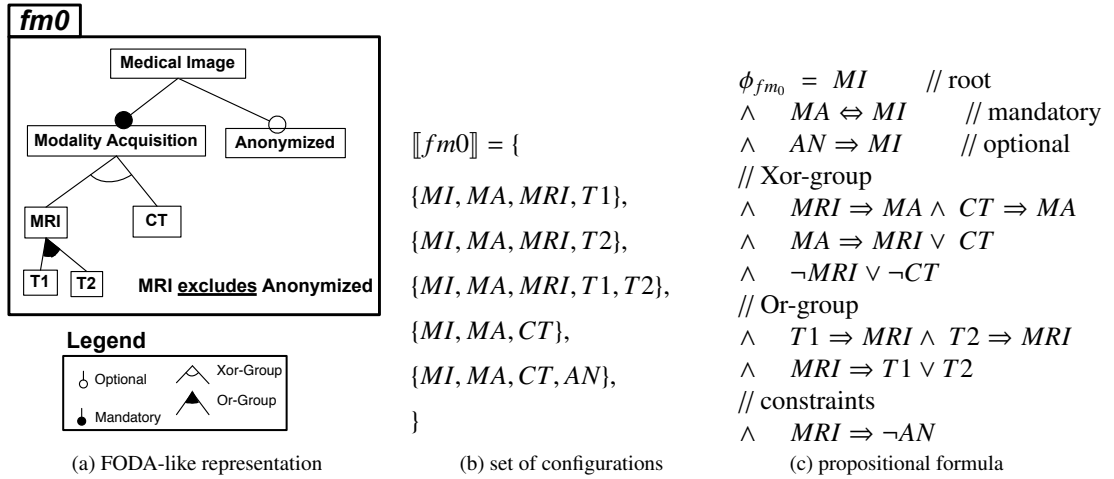 fm0
Medical Image
Modality Acquisition
Anonymized
MRI
CT
T1
T2
MRI excludes Anonymized
Legend
Optional
Xor-Group
Mandatory
Or-Group
(a) FODA-like representation
⟦fm0⟧ = {
{MI, MA, MRI, T1},
{MI, MA, MRI, T2},
{MI, MA, MRI, T1, T2},
{MI, MA, CT},
{MI, MA, CT, AN},
}
(b) set of configurations
ϕ_{fm_0} = MI // root
∧ MA ⇔ MI // mandatory
∧ AN ⇒ MI // optional
// Xor-group
∧ MRI ⇒ MA ∧ CT ⇒ MA
∧ MA ⇒ MRI ∨ CT
∧ ¬MRI ∨ ¬CT
// Or-group
∧ T1 ⇒ MRI ∧ T2 ⇒ MRI
∧ MRI ⇒ T1 ∨ T2
// constraints
∧ MRI ⇒ ¬AN
(c) propositional formula